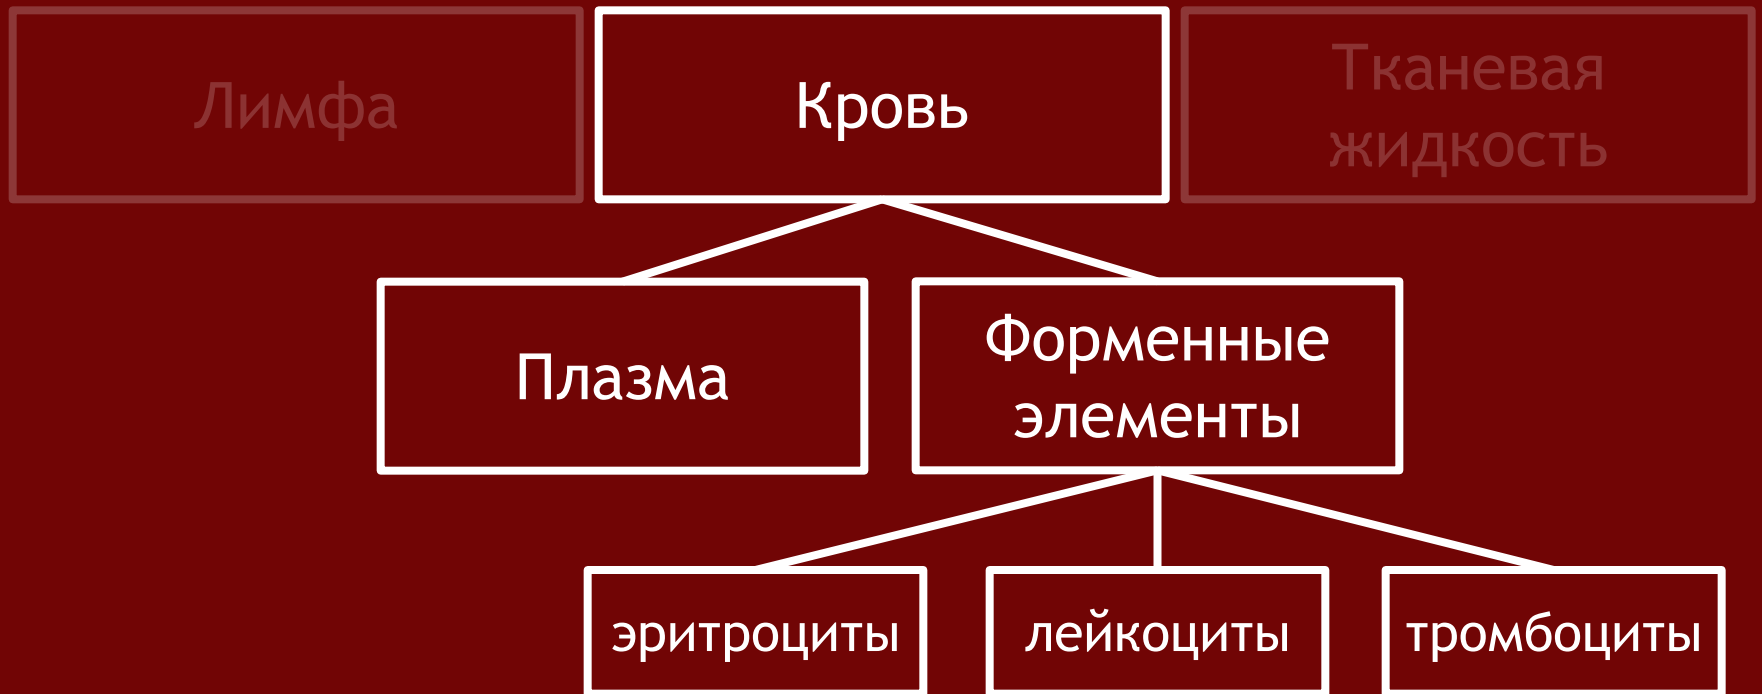 Лимфа
Кровь
Тканевая
жидкость
Плазма
Форменные
элементы
эритроциты
лейкоциты
тромбоциты